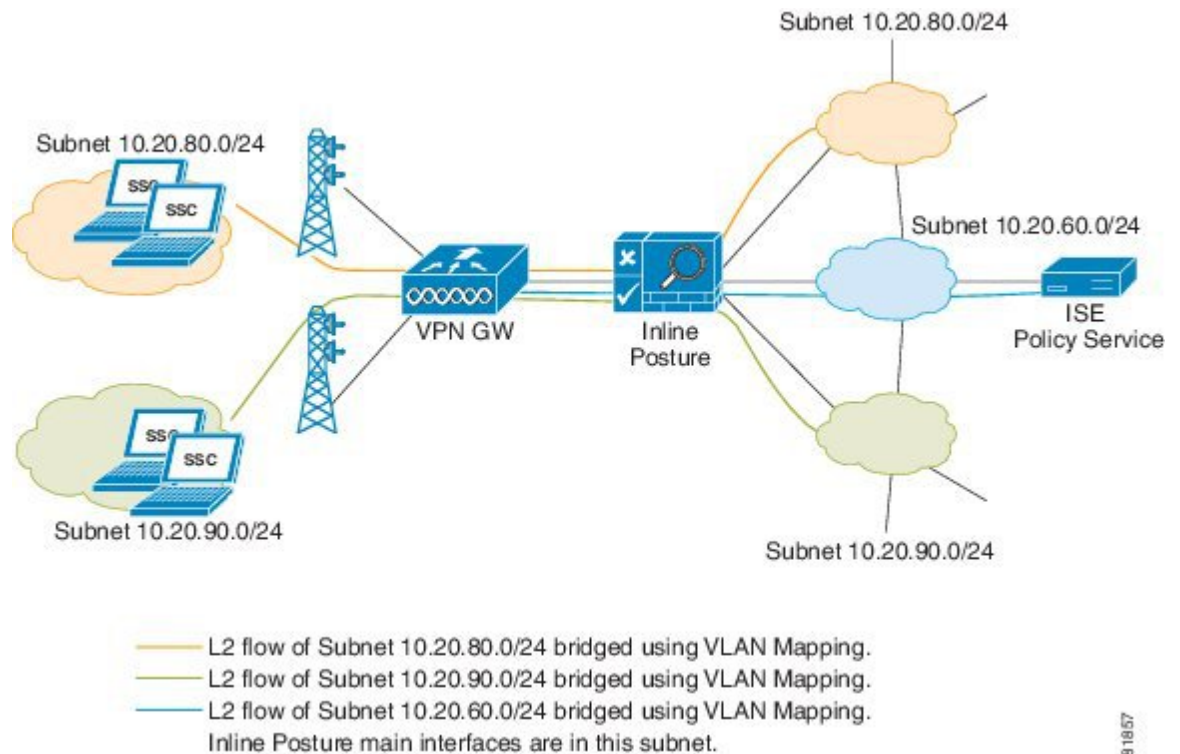 Subnet 10.20.80.0/24
Subnet 10.20.80.0/24
ssc
ssc
Subnet 10.20.60.0/24
VPN GW
Inline
Posture
ISE
Policy Service
ssc
ssc
Subnet 10.20.90.0/24
Subnet 10.20.90.0/24
L2 flow of Subnet 10.20.80.0/24 bridged using VLAN Mapping.
L2 flow of Subnet 10.20.90.0/24 bridged using VLAN Mapping.
L2 flow of Subnet 10.20.60.0/24 bridged using VLAN Mapping.
Inline Posture main interfaces are in this subnet.